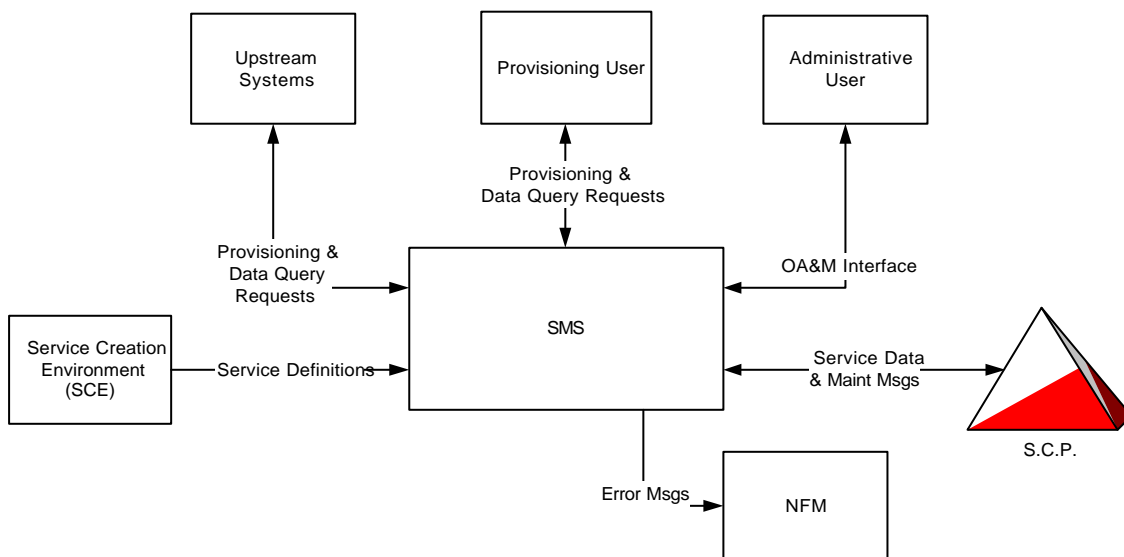 Upstream
Systems
Provisioning User
Administrative
User
Provisioning &
Data Query Requests
Provisioning &
Data Query
Requests
OA&M Interface
SMS
Service Creation
Environment
(SCE)
Service Definitions
Service Data
& Maint Msgs
S.C.P.
Error Msgs
NFM